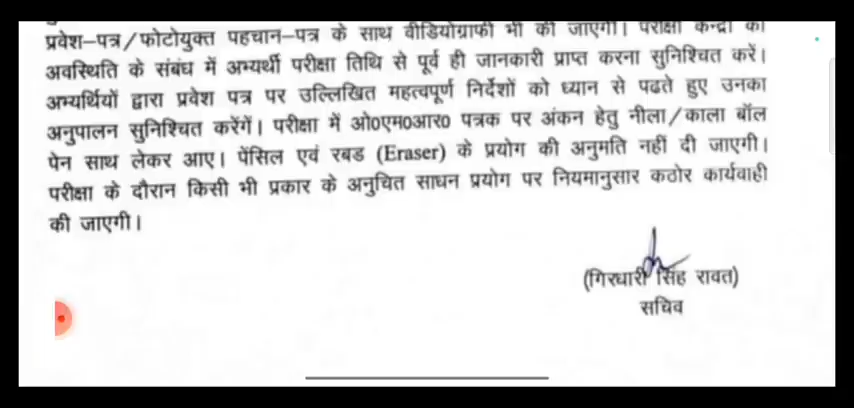 प्रवेश-पत्र/फोटोयुक्त पहचान-पत्र के साथ वीडियोग्राफी भी की जाएगी। परीक्षा केन्द्रों की
अवस्थिति के संबंध में अभ्यर्थी परीक्षा तिथि से पूर्व ही जानकारी प्राप्त करना सुनिश्चित करें।
अभ्यर्थियों द्वारा प्रवेश पत्र पर उल्लिखित महत्वपूर्ण निर्देशों को ध्यान से पढते हुए उनका
अनुपालन सुनिश्चित करेगें। परीक्षा में ओ0एम0आर0 पत्रक पर अंकन हेतु नीला/काला बॉल
पेन साथ लेकर आए। पेंसिल एवं रबड (Eraser) के प्रयोग की अनुमति नहीं दी जाएगी।
परीक्षा के दौरान किसी भी प्रकार के अनुचित साधन प्रयोग पर नियमानुसार कठोर कार्यवाही
की जाएगी।
(गिरधारी सिंह रावत)
सचिव